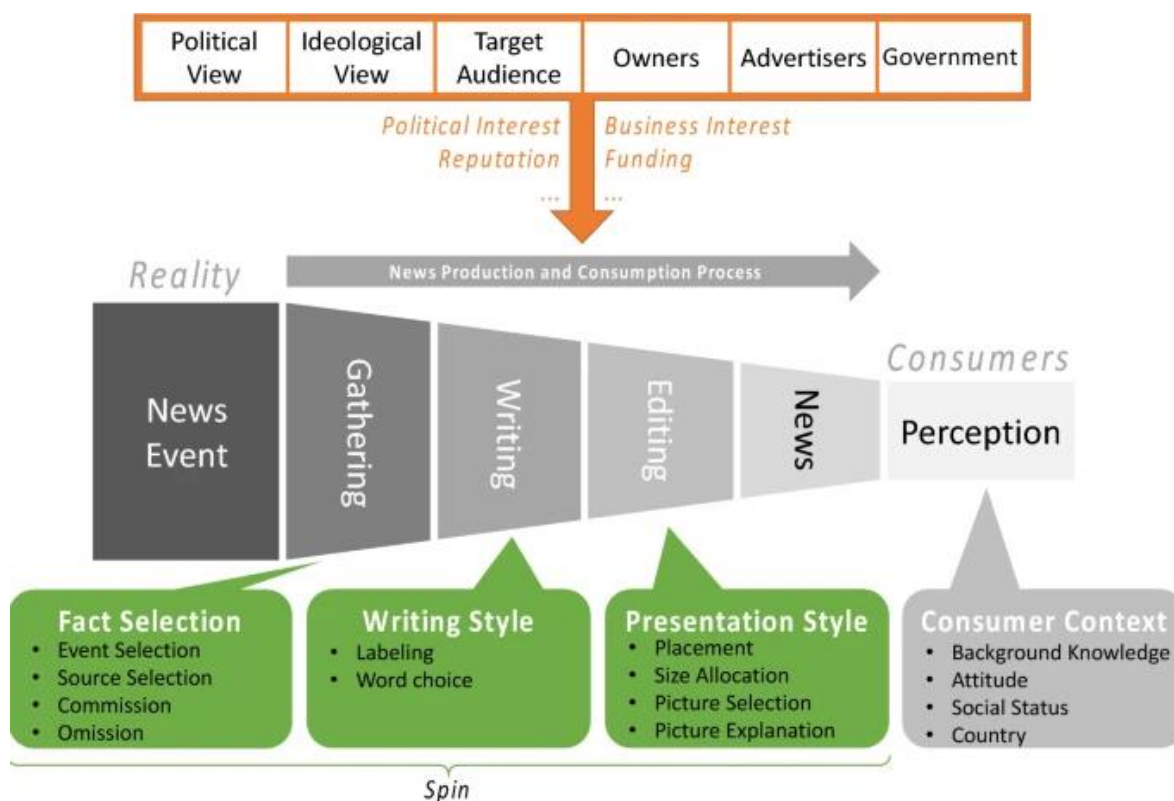 Political
View
Ideological
View
Target
Audience
Owners
Advertisers
Government
Political Interest
Reputation
...
Business Interest
Funding
...
Reality
News Production and Consumption Process
Consumers
News
Event
Gathering
Writing
Editing
News
Perception
Fact Selection
• Event Selection
• Source Selection
• Commission
• Omission
Writing Style
• Labeling
• Word choice
Presentation Style
• Placement
• Size Allocation
• Picture Selection
• Picture Explanation
Consumer Context
• Background Knowledge
• Attitude
• Social Status
• Country
Spin